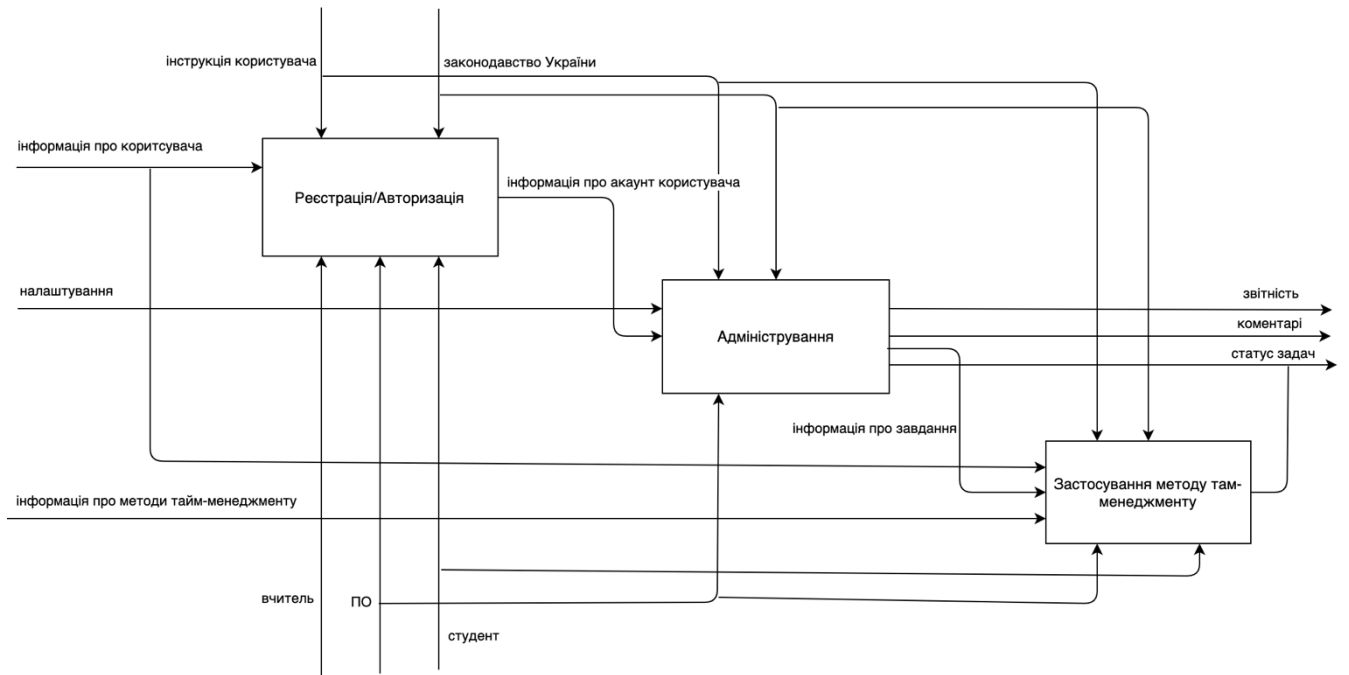 інструкція користувача
законодавство України
інформація про коритсувача
Реєстрація/Авторизація
інформація про акаунт користувача
налаштування
Адміністрування
звітність
коментарі
статус задач
інформація про завдання
Застосування методу там-
менеджменту
інформація про методи тайм-менеджменту
вчитель
ПО
студент